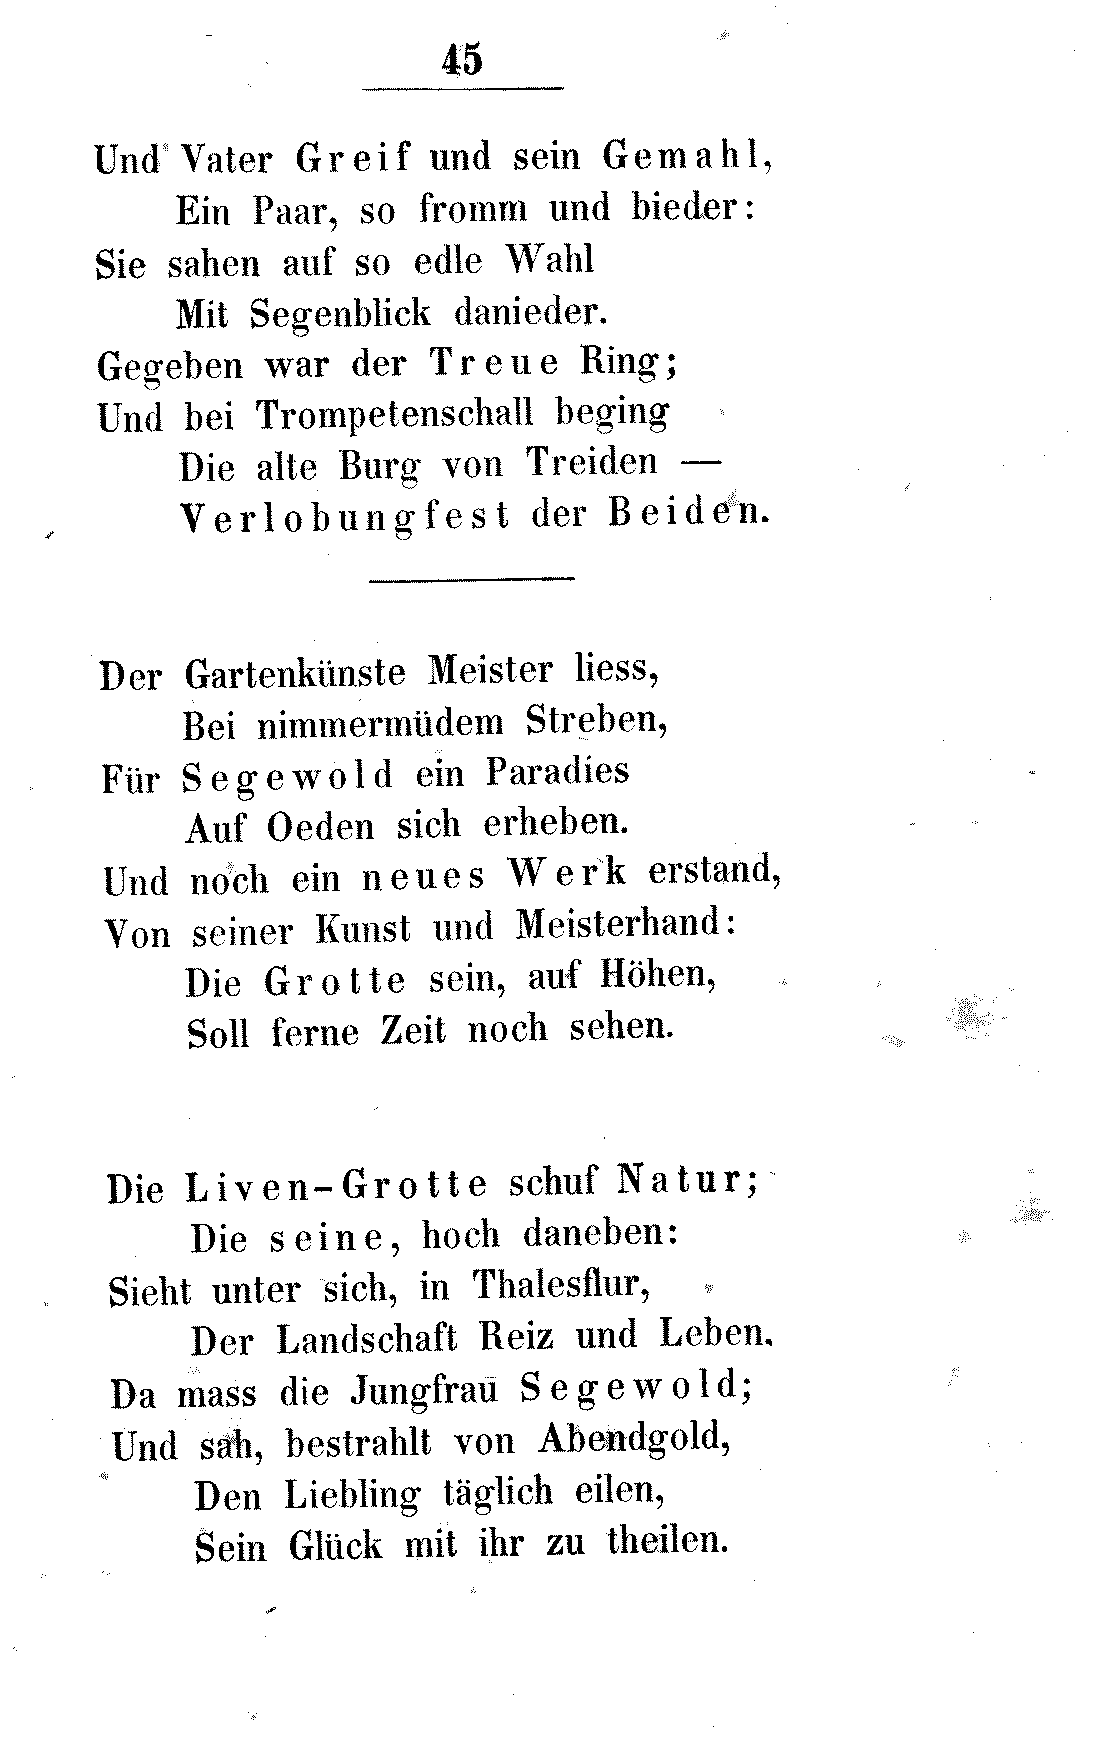 45
Und Vater Greif und sein Gemahl,
Ein Paar, so fromm und bieder:
Sie sahen auf so edle Wahl
Mit Segenblick danieder.
Gegeben war der Treue Ring;
Und bei Trompetenschall beging
Die alte Burg von Treiden —
Verlobungfest der Beiden.
Der Gartenkünste Meister liess,
Bei nimmermüdem Streben,
Für Segewold ein Paradies
Auf Oeden sich erheben.
Und noch ein neues Werk erstand,
Von seiner Kunst und Meisterhand:
Die Grotte sein, auf Höhen,
Soll ferne Zeit noch sehen.
Die Liven-Grotte schuf Natur;
Die seine, hoch daneben:
Sieht unter sich, in Thalesflur,
Der Landschaft Reiz und Leben.
Da mass die Jungfrau Segewold;
Und sah, bestrahlt von Abendgold,
Den Liebling täglich eilen,
Sein Glück mit ihr zu theilen.